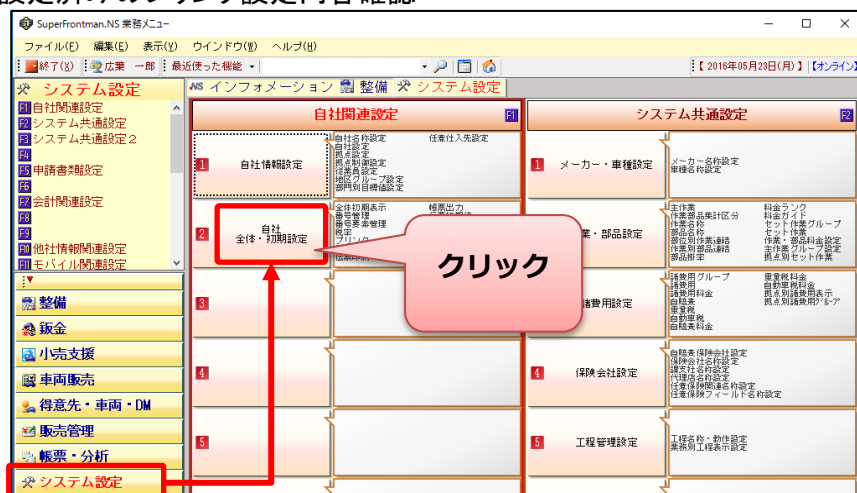 設定済みのプリンタ設定内容確認
SuperFrontman.NS 業務メニュー
ファイル(F) 編集(E) 表示(V) ウインドウ(W) ヘルプ(H)
終了(X) 広葉 一郎 最近使った機能
【 2016年05月23日(月) 】【オンライン】
システム設定
NS インフォメーション 整備 システム設定
F1 自社関連設定
F2 システム共通設定
F3 システム共通設定2
F4
F5 申請書類設定
F6
F7 会計関連設定
F8
F9
F10 他社情報関連設定
F11 モバイル関連設定
整備
鈑金
小売支援
車両販売
得意先・車両・DM
販売管理
帳票・分析
システム設定
自社関連設定 F1
1 自社情報設定
自社名称設定 任意仕入先設定
自社設定
拠点設定
拠点制御設定
従業員設定
地区グループ設定
部門別目標値設定
2 自社
全体・初期設定
全体初期表示 帳票出力
番号管理
番号要素管理
税率
プリンタ
3
4
5
クリック
システム共通設定 F2
1 メーカー・車種設定
メーカー名称設定
車種名称設定
業・部品設定
主作業 料金ランク
作業部品集計区分 料金ガイド
作業名称 セット作業グループ
部品名称 セット作業
部位別作業連結 作業・部品料金設定
作業別部品連結 主作業グループ設定
部品掛率 拠点別セット作業
諸費用設定
諸費用グループ 重量税料金
諸費用 自動車税料金
諸費用料金 拠点別諸費用表示
自賠責 拠点別諸費用グループ
重量税
自動車税
自賠責料金
4 保険会社設定
自賠責保険会社設定
保険会社名称設定
課支社名称設定
代理店名称設定
任意保険関連名称設定
任意保険フィールド名称設定
5 工程管理設定
工程名称・動作設定
業務別工程表示設定